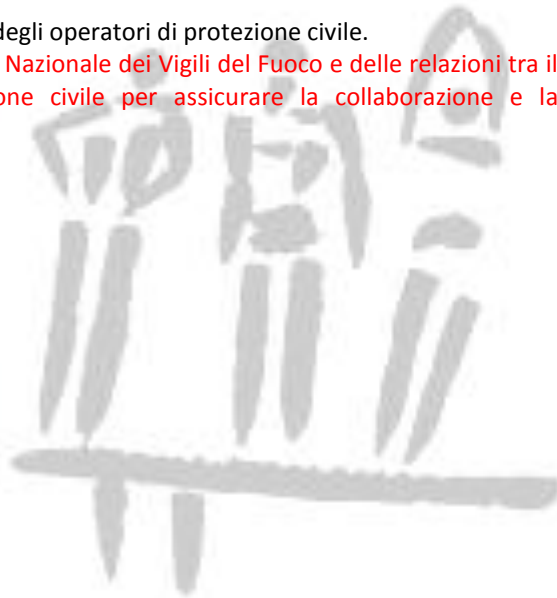 degli operatori di protezione civile.
Nazionale dei Vigili del Fuoco e delle relazioni tra il
one civile per assicurare la collaborazione e la